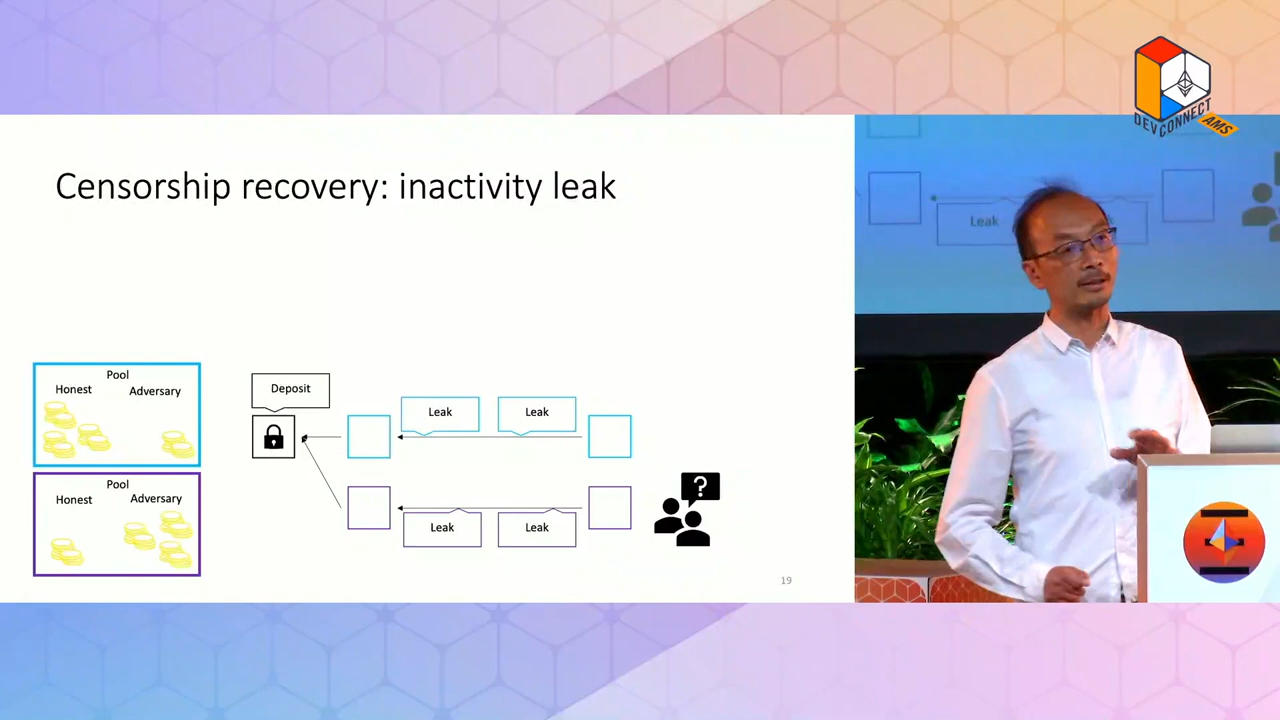 DEVCONNECT
AMS
Censorship recovery: inactivity leak
Pool
Honest
Adversary
Pool
Honest
Adversary
Deposit
Leak
Leak
Leak
Leak
?
19
Leak